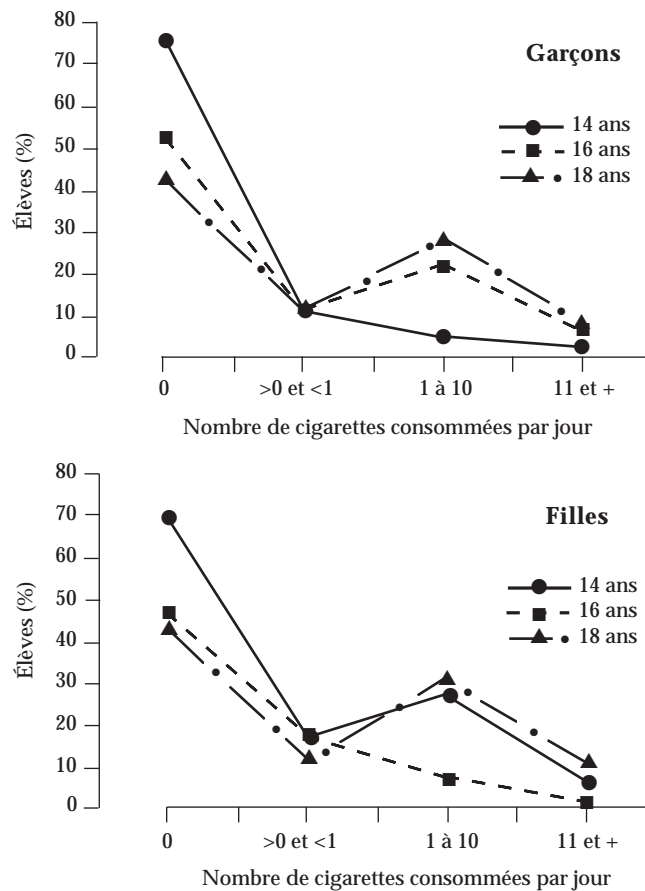 80
70
60
50
40
30
20
10
0
Élèves (%)
Garçons
14 ans
16 ans
18 ans
0 >0 et <1 1 à 10 11 et +
Nombre de cigarettes consommées par jour
80
70
60
50
40
30
20
10
0
Élèves (%)
Filles
14 ans
16 ans
18 ans
0 >0 et <1 1 à 10 11 et +
Nombre de cigarettes consommées par jour